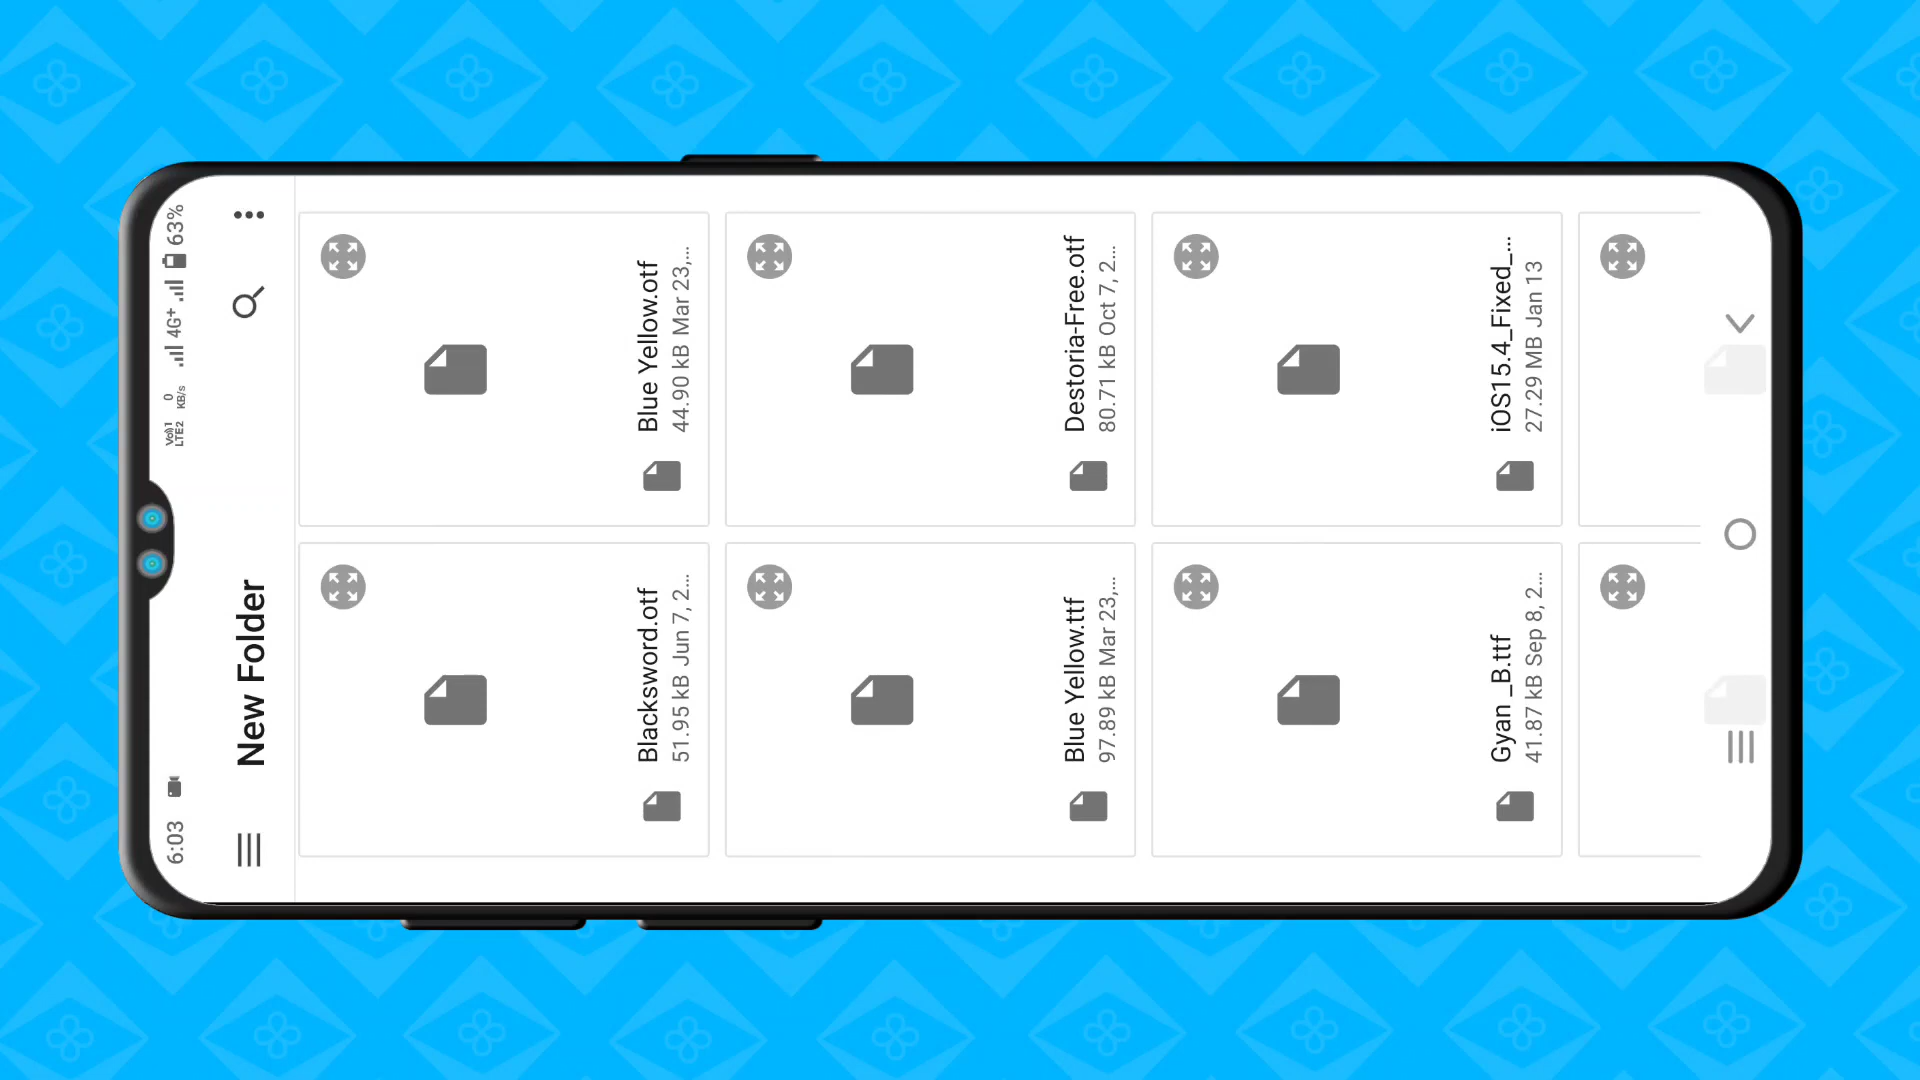 6:03
Vo))1 LTE2
0 KB/s
4G+
63%
New Folder
Blacksword.otf
51.95 kB Jun 7, 2...
Blue Yellow.otf
44.90 kB Mar 23,...
Blue Yellow.ttf
97.89 kB Mar 23,...
Destoria-Free.otf
80.71 kB Oct 7, 2...
Gyan _B.ttf
41.87 kB Sep 8, 2...
iOS15.4_Fixed_...
27.29 MB Jan 13